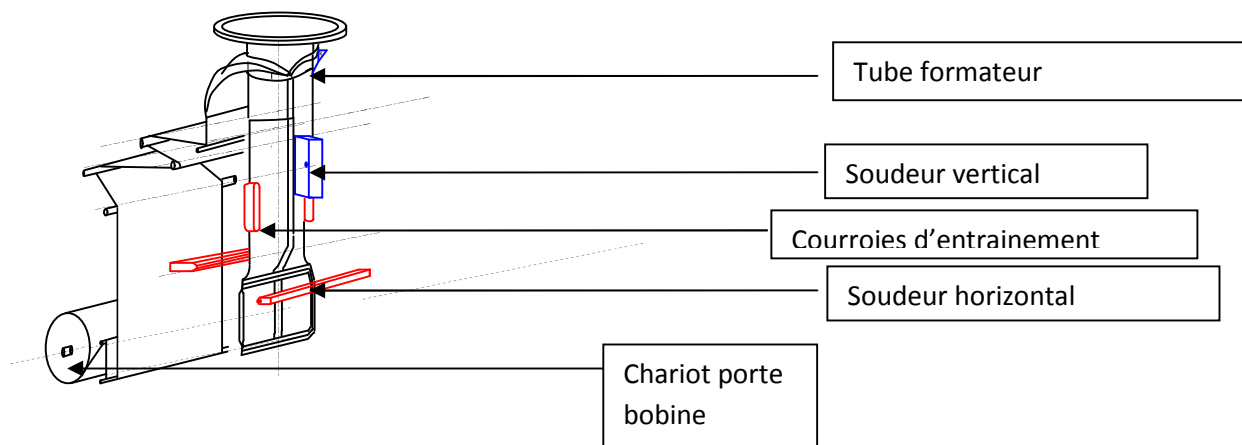 Tube formateur
Soudeur vertical
Courroies d’entrainement
Soudeur horizontal
Chariot porte
bobine